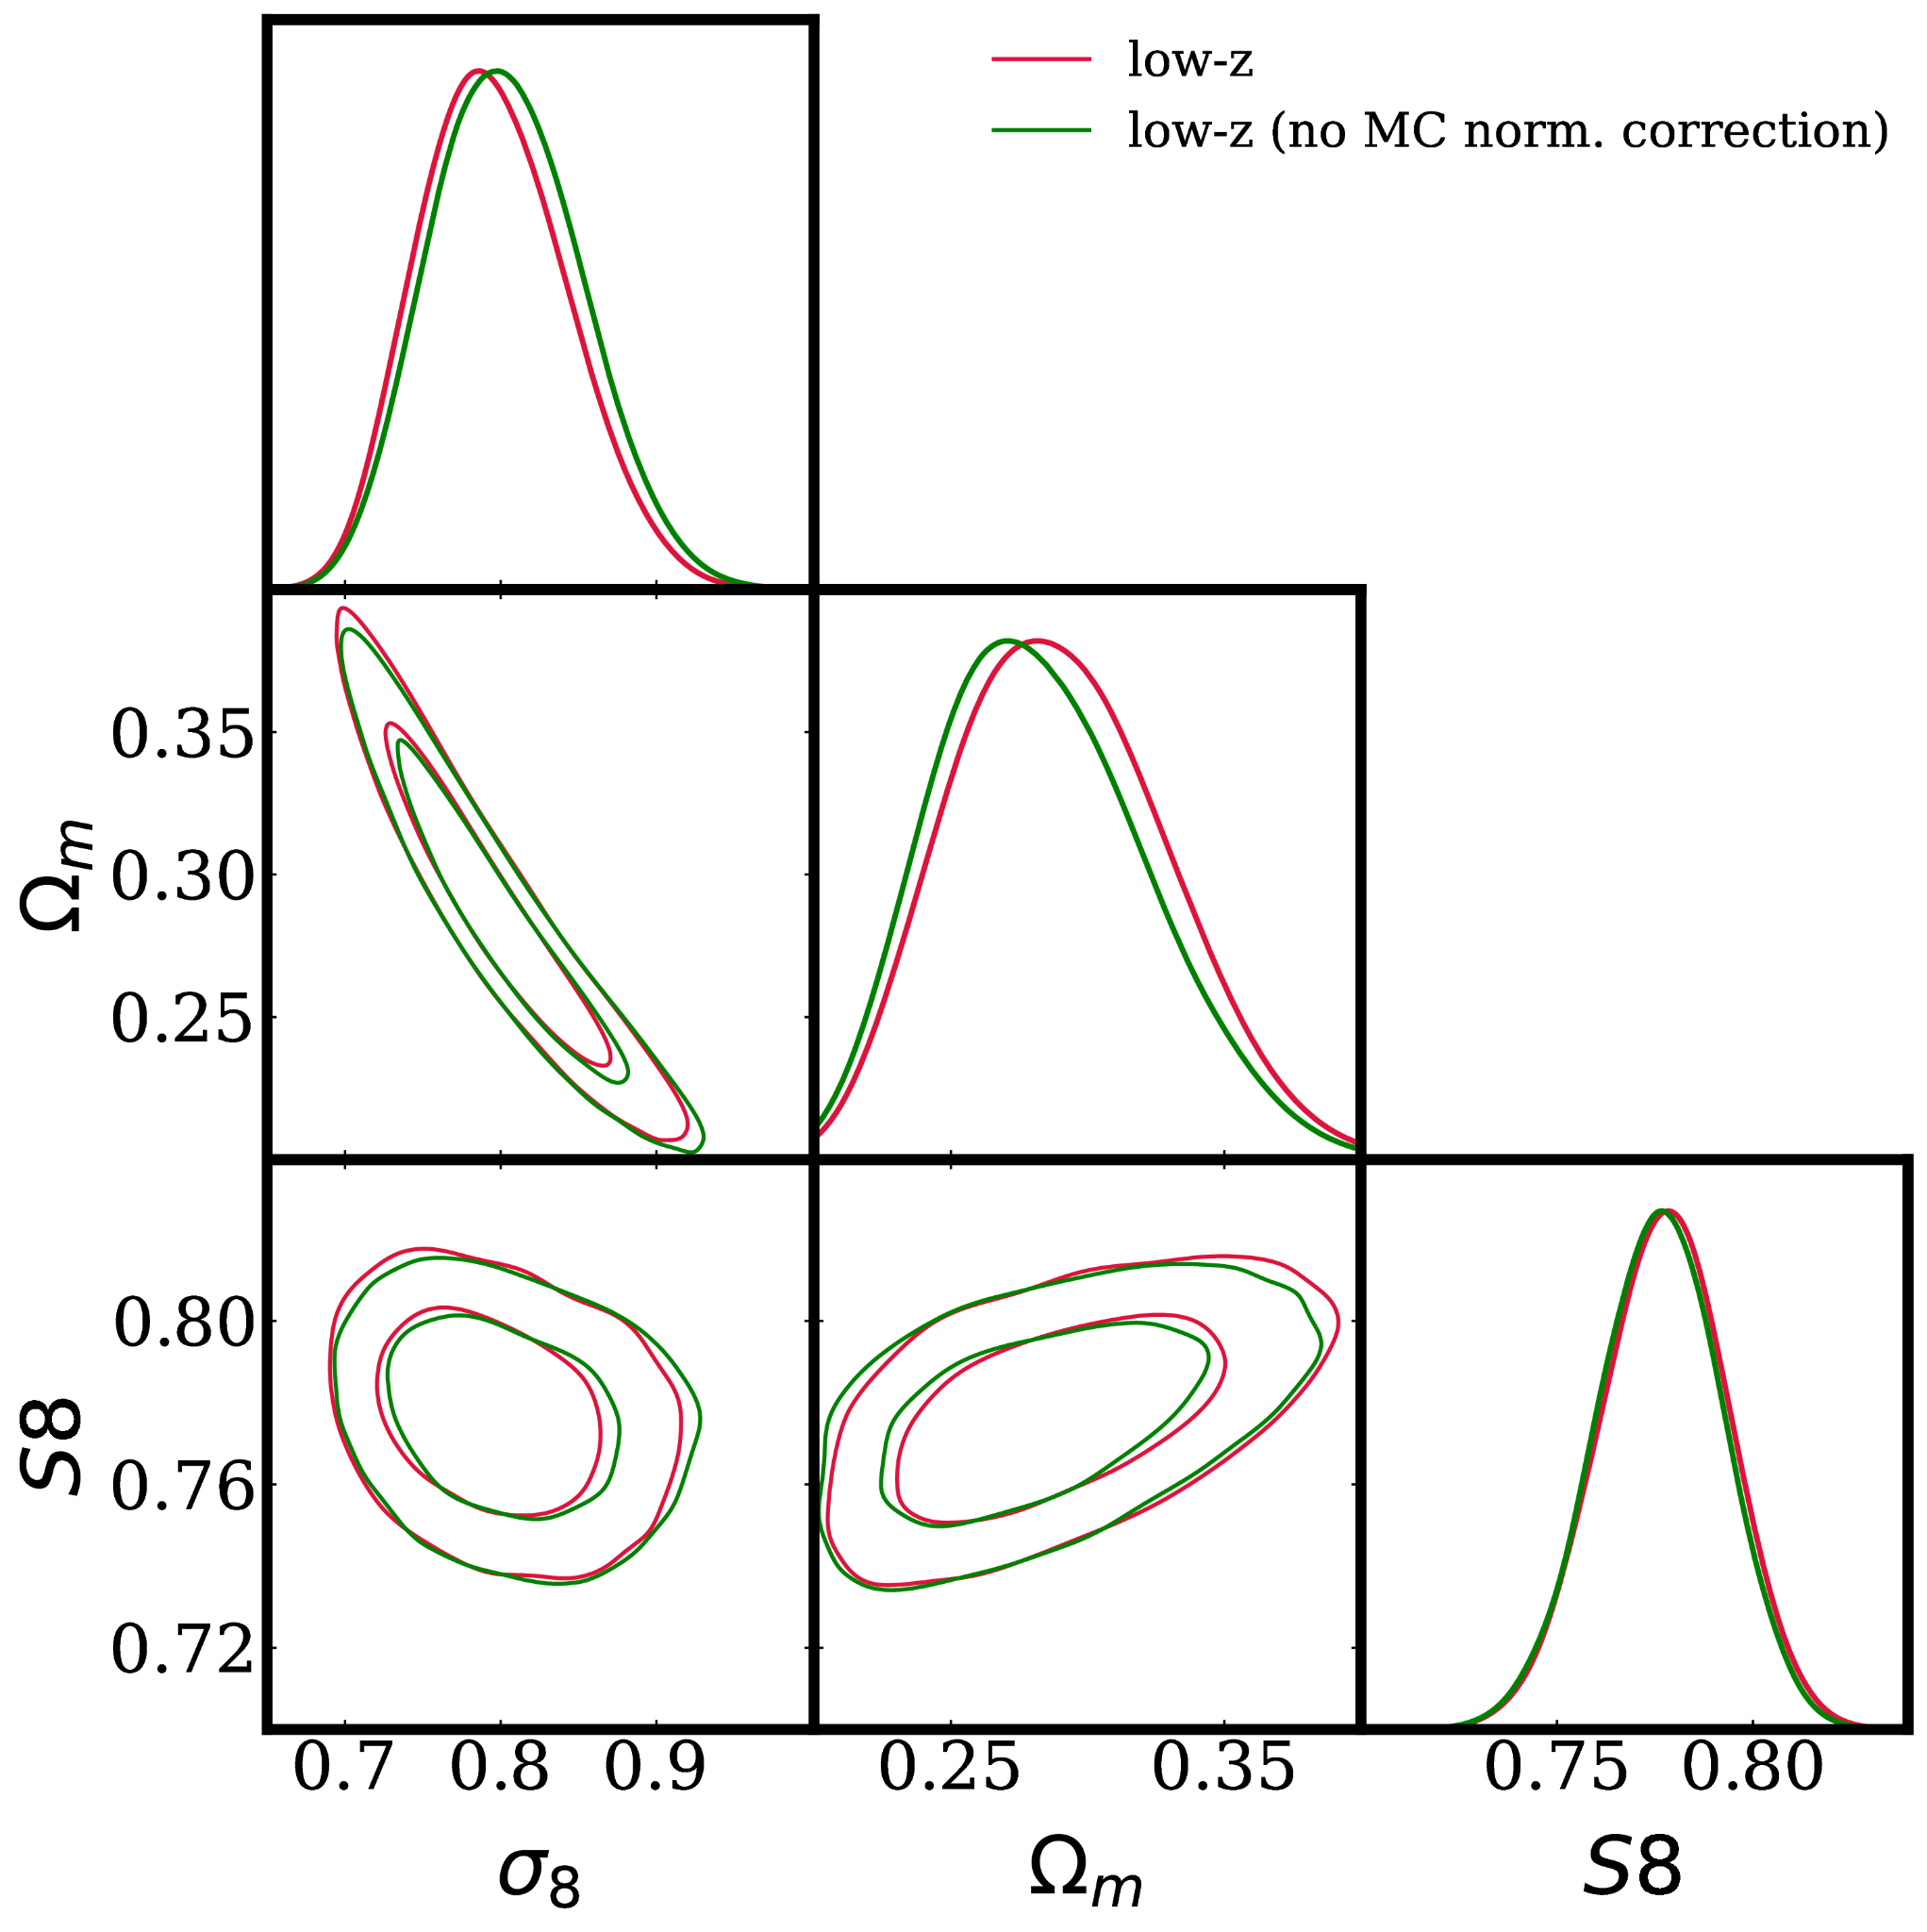 low-z
low-z (no MC norm. correction)
0.35
0.30
0.25
Ωm
0.80
0.76
0.72
S8
0.7 0.8 0.9 0.25 0.35 0.75 0.80
σ8 Ωm S8